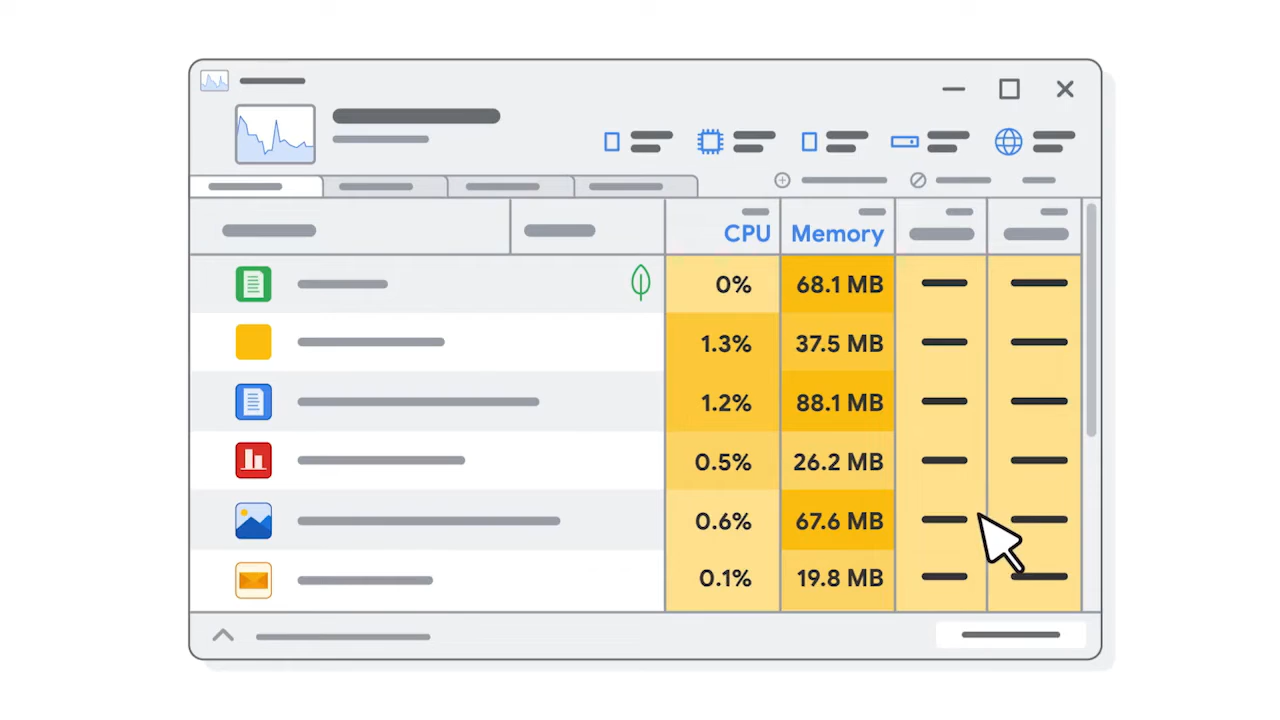 CPU Memory
0% 68.1 MB
1.3% 37.5 MB
1.2% 88.1 MB
0.5% 26.2 MB
0.6% 67.6 MB
0.1% 19.8 MB